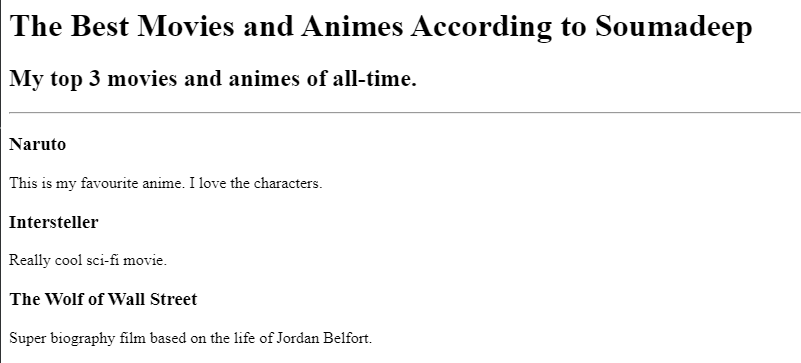 The Best Movies and Animes According to Soumadeep
My top 3 movies and animes of all-time.
Naruto
This is my favourite anime. I love the characters.
Intersteller
Really cool sci-fi movie.
The Wolf of Wall Street
Super biography film based on the life of Jordan Belfort.